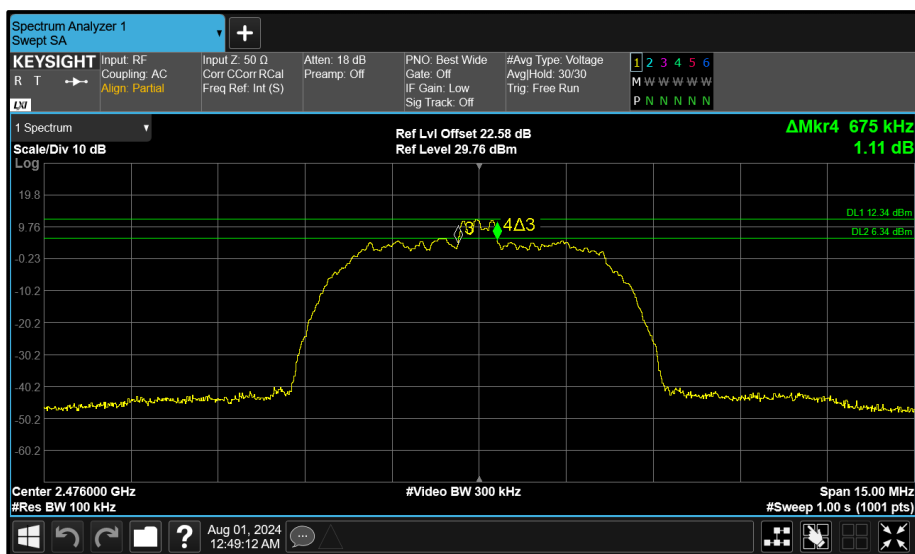 Spectrum Analyzer 1
Swept SA
KEYSIGHT
R T
LXI
Input: RF
Coupling: AC
Align: Partial
Input Z: 50 Ω
Corr CCorr RCal
Freq Ref: Int (S)
Atten: 18 dB
Preamp: Off
PNO: Best Wide
Gate: Off
IF Gain: Low
Sig Track: Off
#Avg Type: Voltage
Avg|Hold: 30/30
Trig: Free Run
1 2 3 4 5 6
M W W W W W
P N N N N N
1 Spectrum
Scale/Div 10 dB
Ref Lvl Offset 22.58 dB
Ref Level 29.76 dBm
ΔMkr4 675 kHz
1.11 dB
Log
19.8
9.76
-0.23
-10.2
-20.2
-30.2
-40.2
-50.2
-60.2
DL1 12.34 dBm
DL2 6.34 dBm
3
4Δ3
Center 2.476000 GHz
#Res BW 100 kHz
#Video BW 300 kHz
Span 15.00 MHz
#Sweep 1.00 s (1001 pts)
?
Aug 01, 2024
12:49:12 AM